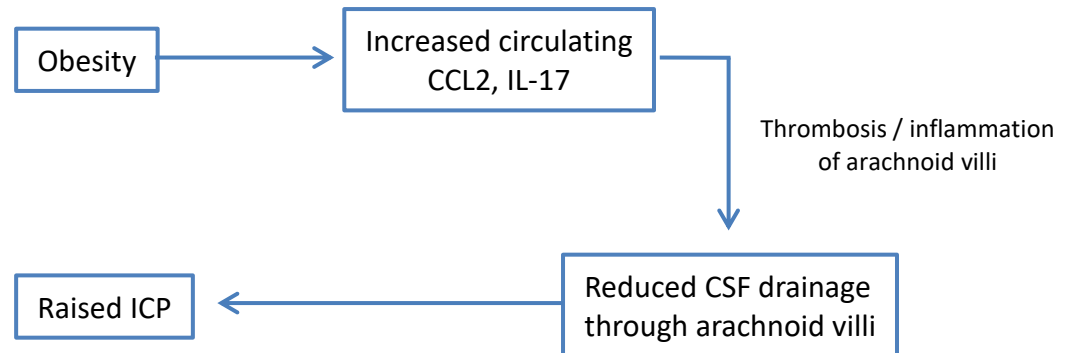 Obesity
Increased circulating
CCL2, IL-17
Thrombosis / inflammation
of arachnoid villi
Reduced CSF drainage
through arachnoid villi
Raised ICP